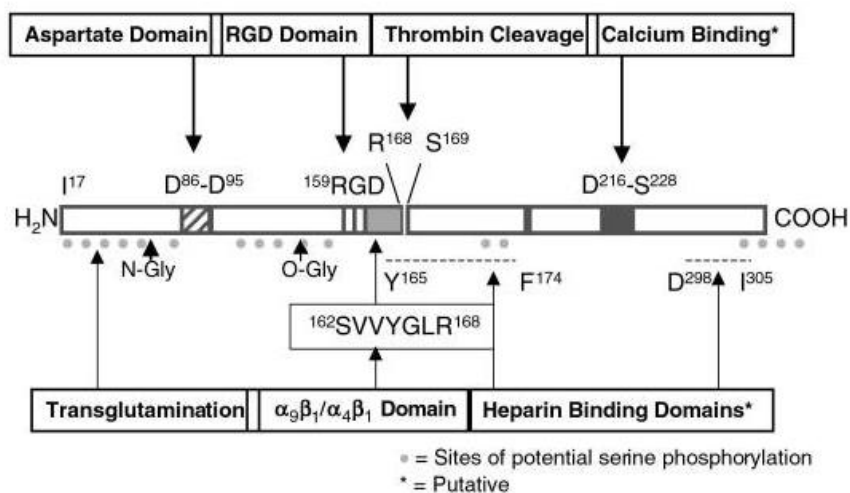 Aspartate Domain RGD Domain Thrombin Cleavage Calcium Binding*
R¹⁶⁸ S¹⁶⁹
I¹⁷ D⁸⁶-D⁹⁵ ¹⁵⁹RGD D²¹⁶-S²²⁸
H₂N COOH
N-Gly O-Gly Y¹⁶⁵ F¹⁷⁴ D²⁹⁸ I³⁰⁵
¹⁶²SVVYGLR¹⁶⁸
Transglutamination α₉β₁/α₄β₁ Domain Heparin Binding Domains*
= Sites of potential serine phosphorylation
* = Putative